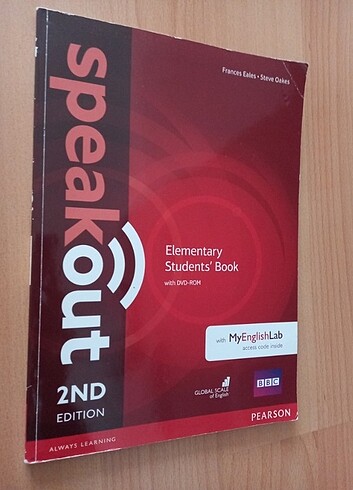 Frances Eales • Steve Oakes
speakout
2ND
EDITION
Elementary
Students' Book
with DVD-ROM
with MyEnglishLab
access code inside
GLOBAL SCALE
of English
BBC
PEARSON
ALWAYS LEARNING